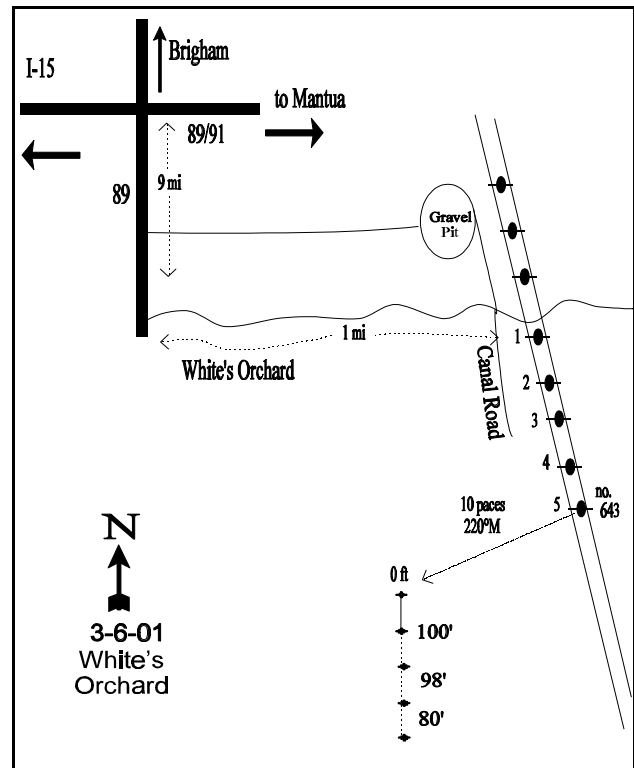 Brigham
I-15
to Mantua
89/91
89
9 mi
Gravel
Pit
1 mi
White's Orchard
Canal Road
1
2
3
4
5
no.
643
10 paces
220ºM
0 ft
100'
98'
80'
N
3-6-01
White's
Orchard